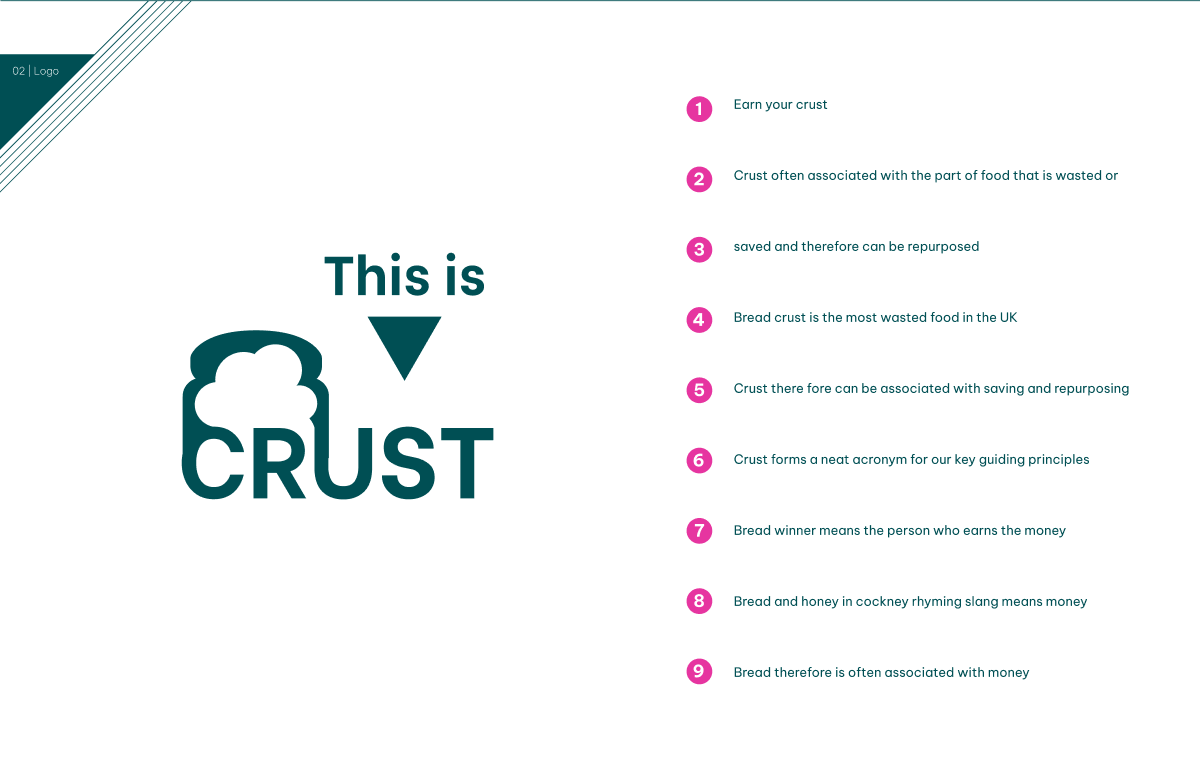 02 | Logo
This is
CRUST
1 Earn your crust
2 Crust often associated with the part of food that is wasted or
3 saved and therefore can be repurposed
4 Bread crust is the most wasted food in the UK
5 Crust there fore can be associated with saving and repurposing
6 Crust forms a neat acronym for our key guiding principles
7 Bread winner means the person who earns the money
8 Bread and honey in cockney rhyming slang means money
9 Bread therefore is often associated with money